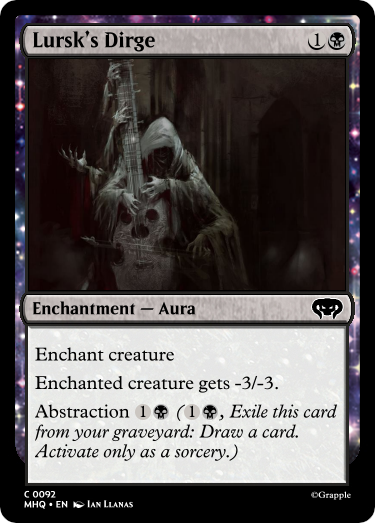 Lursk's Dirge 1
Enchantment — Aura
Enchant creature
Enchanted creature gets -3/-3.
Abstraction 1 (1, Exile this card
from your graveyard: Draw a card.
Activate only as a sorcery.)
C 0092
MHQ • EN Ian Llanas
©Grapple